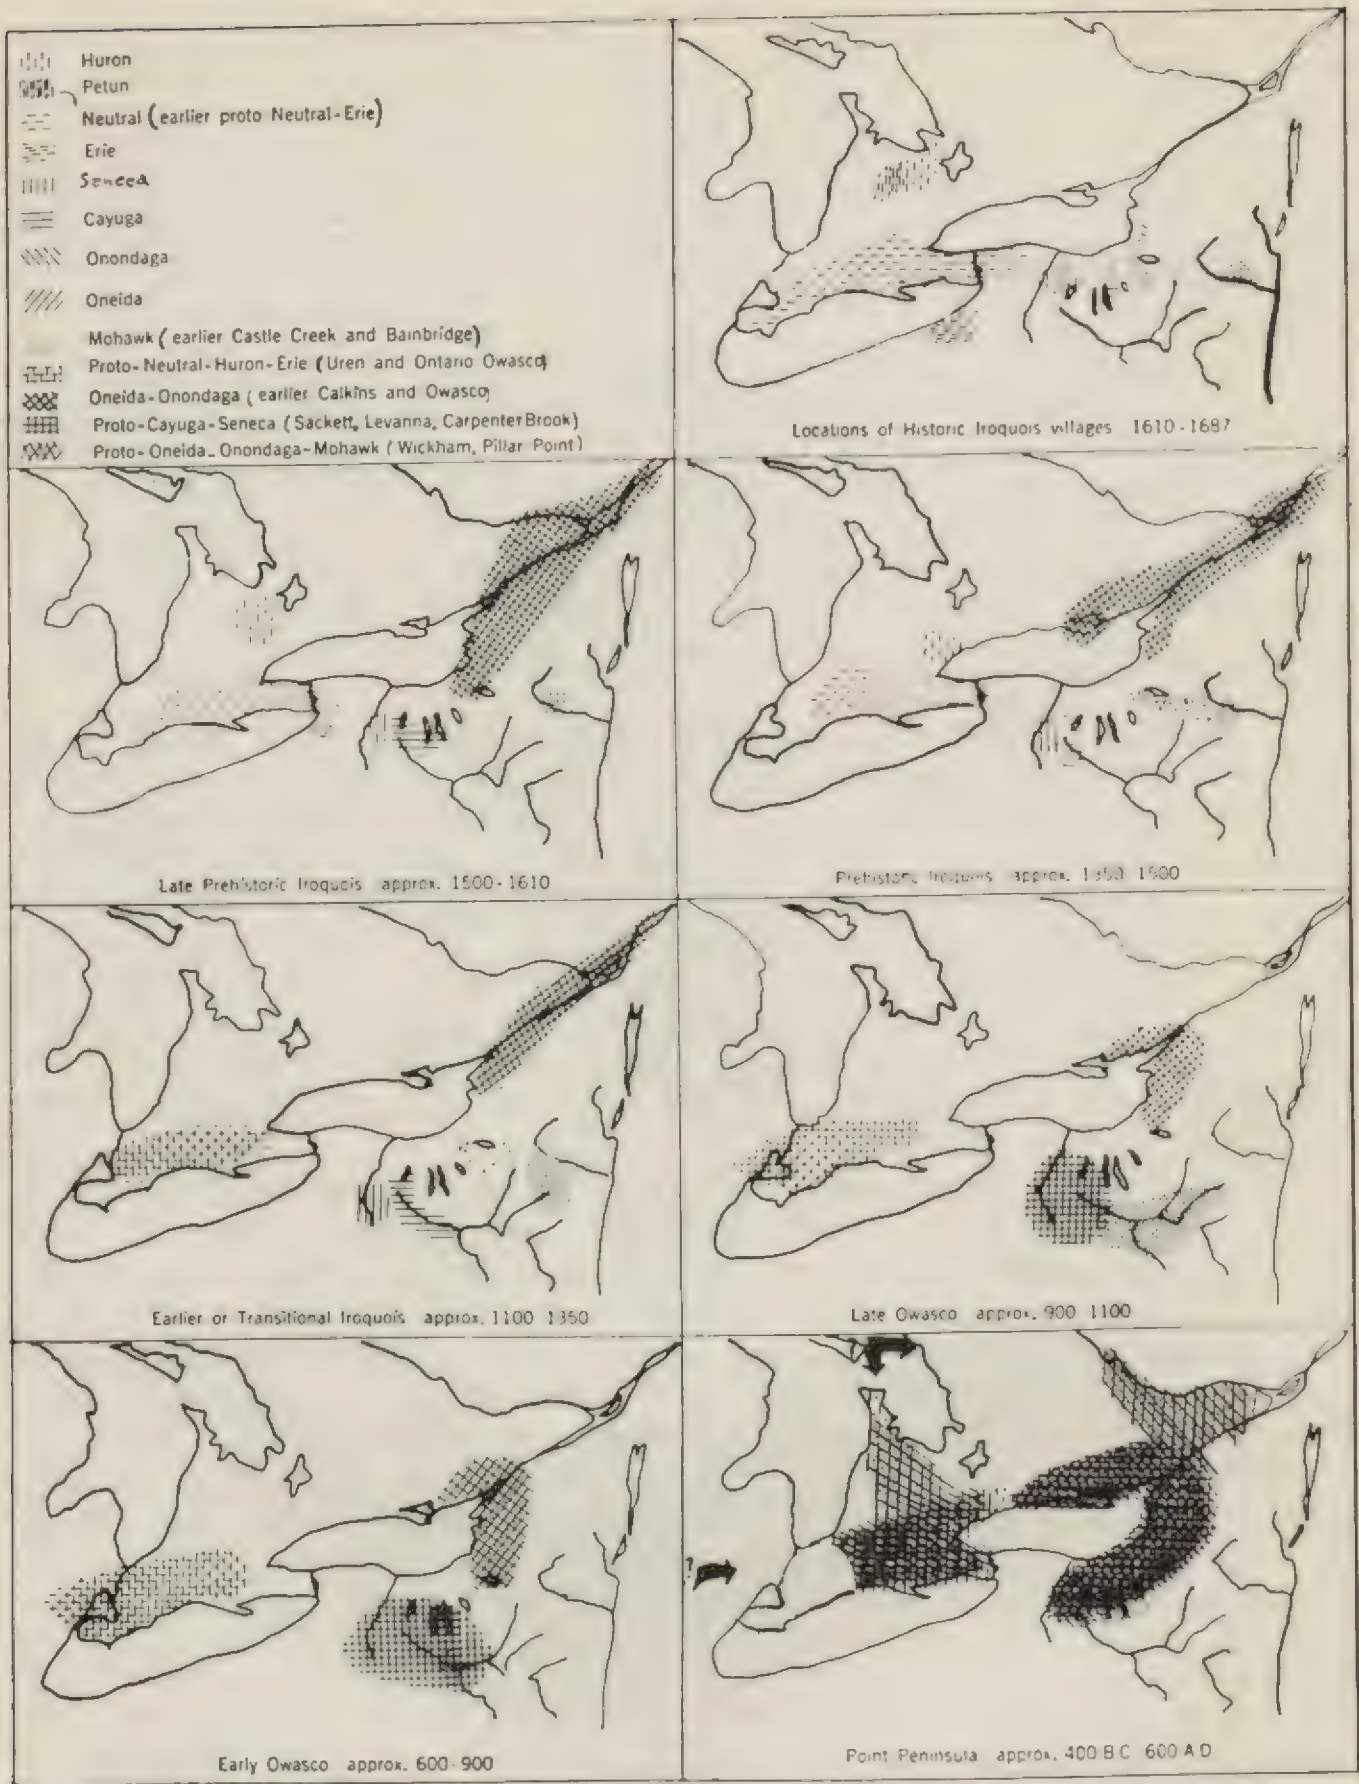 Huron
Petun
Neutral (earlier proto Neutral-Erie)
Erie
Seneca
Cayuga
Onondaga
Oneida
Mohawk (earlier Castle Creek and Bainbridge)
Proto-Neutral-Huron-Erie (Uren and Ontario Owasco)
Oneida-Onondaga (earlier Calkins and Owasco)
Proto-Cayuga-Seneca (Sackett, Levanna, Carpenter Brook)
Proto-Oneida-Onondaga-Mohawk (Wickham, Pillar Point)
Locations of Historic Iroquois villages 1610-1687
Late Prehistoric Iroquois approx. 1500-1610
Prehistoric Iroquois approx. 1350 1500
Earlier or Transitional Iroquois approx. 1100 1350
Late Owasco approx. 900 1100
?
Early Owasco approx. 600-900
Point Peninsula approx. 400 BC 600 AD